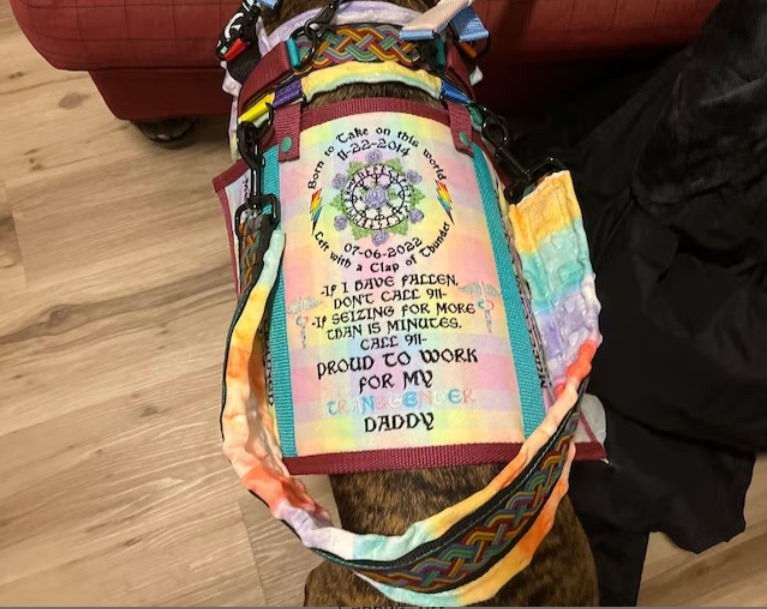 Born to Take on this world
11-22-2014
07-06-2022
Left with a Clap of Thunder
-If I HAVE FALLEN,
DON'T CALL 911-
-If SEIZING FOR MORE
THAN 15 MINUTES,
CALL 911-
PROUD TO WORK
FOR MY
TRANSGENDER
DADDY